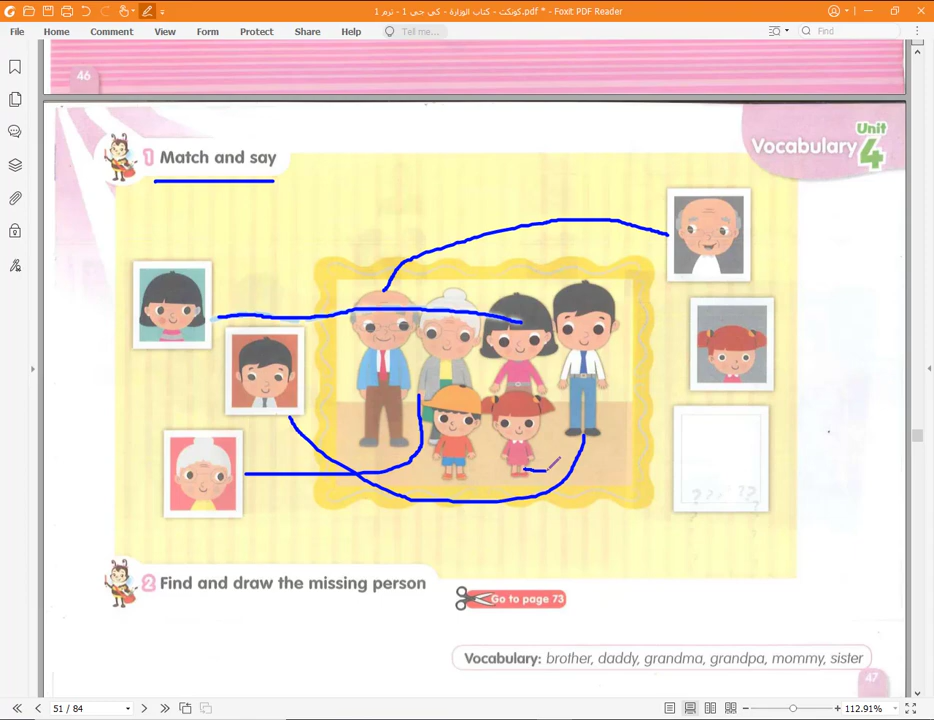 كونكت - كتاب الوزارة - كى جى 1 - ترم 1.pdf * - Foxit PDF Reader
File Home Comment View Form Protect Share Help Tell me... Find
46
Unit 4
Vocabulary
1 Match and say
2 Find and draw the missing person
Go to page 73
Vocabulary: brother, daddy, grandma, grandpa, mommy, sister
47
51 / 84
112.91%